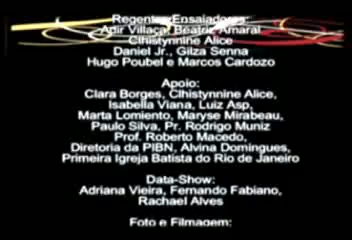 Regentes Ensaiadores:
Adir Villaça, Beatriz Amaral
Clhistynnine Alice
Daniel Jr., Gilza Senna
Hugo Poubel e Marcos Cardozo
Apoio:
Clara Borges, Clhistynnine Alice,
Isabella Viana, Luiz Asp,
Marta Lomiento, Maryse Mirabeau,
Paulo Silva, Pr. Rodrigo Muniz
Prof. Roberto Macedo,
Diretoria da PIBN, Alvina Domingues,
Primeira Igreja Batista do Rio de Janeiro
Data-Show:
Adriana Vieira, Fernando Fabiano,
Rachael Alves
Foto e Filmagem: